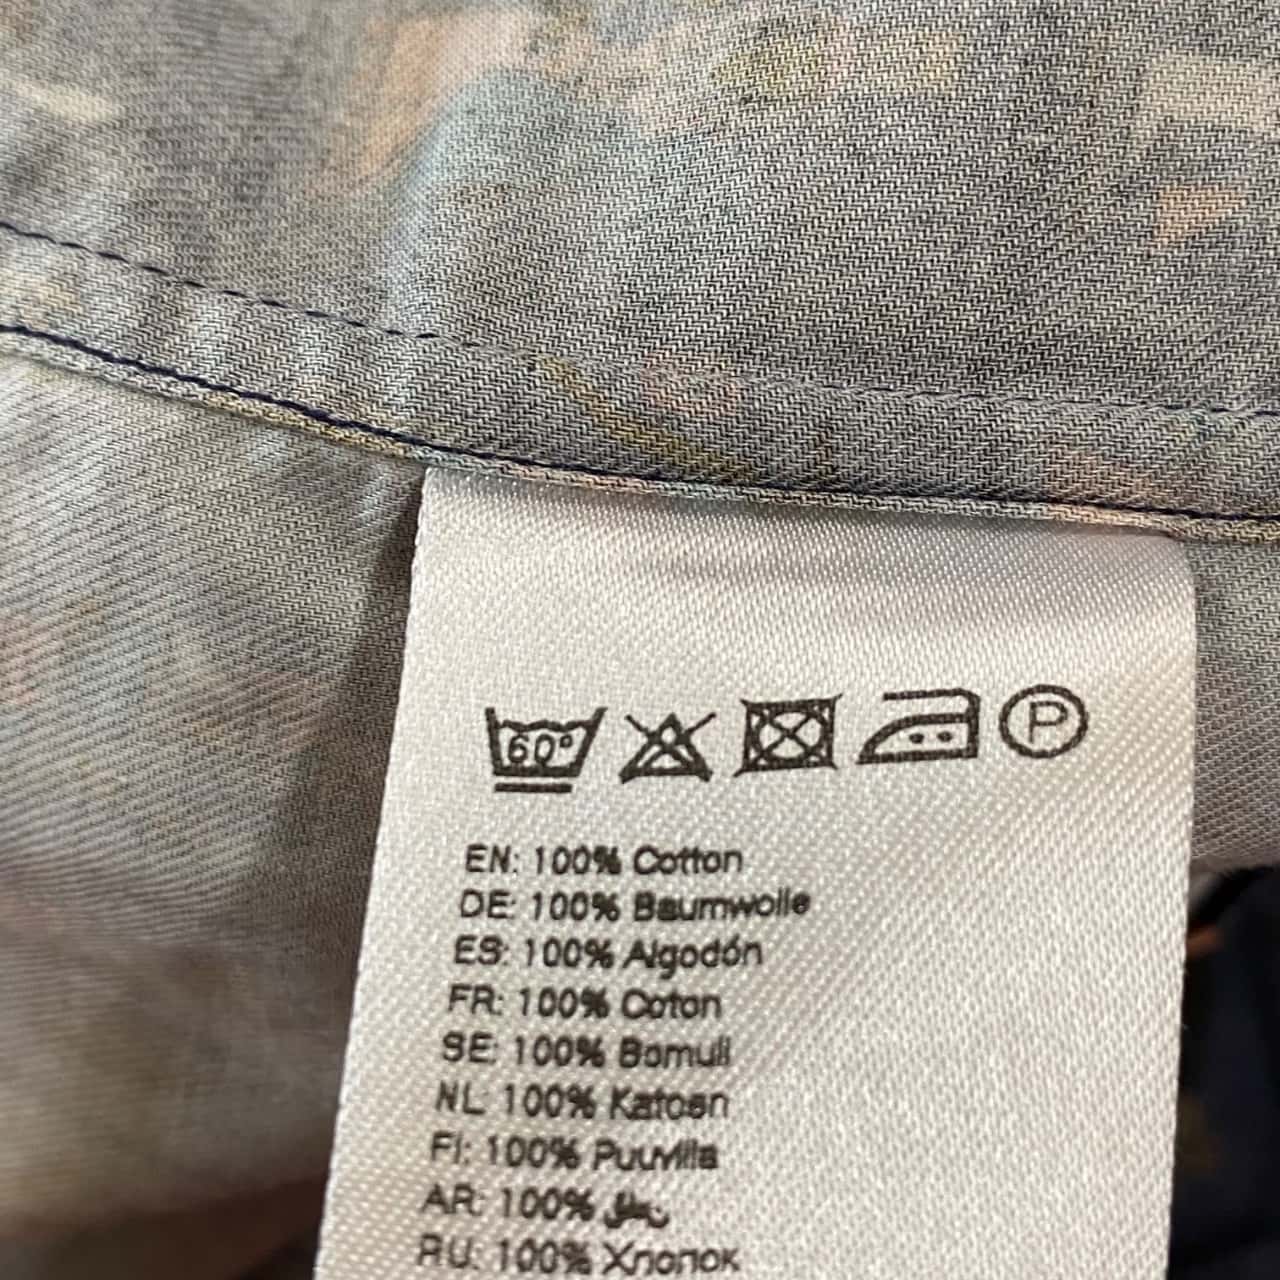 60°
P
EN: 100% Cotton
DE: 100% Baumwolle
ES: 100% Algodón
FR: 100% Coton
SE: 100% Bomull
NL 100% Katoen
FI: 100% Puuvilla
AR: 100% قطن
RU: 100% Хлопок